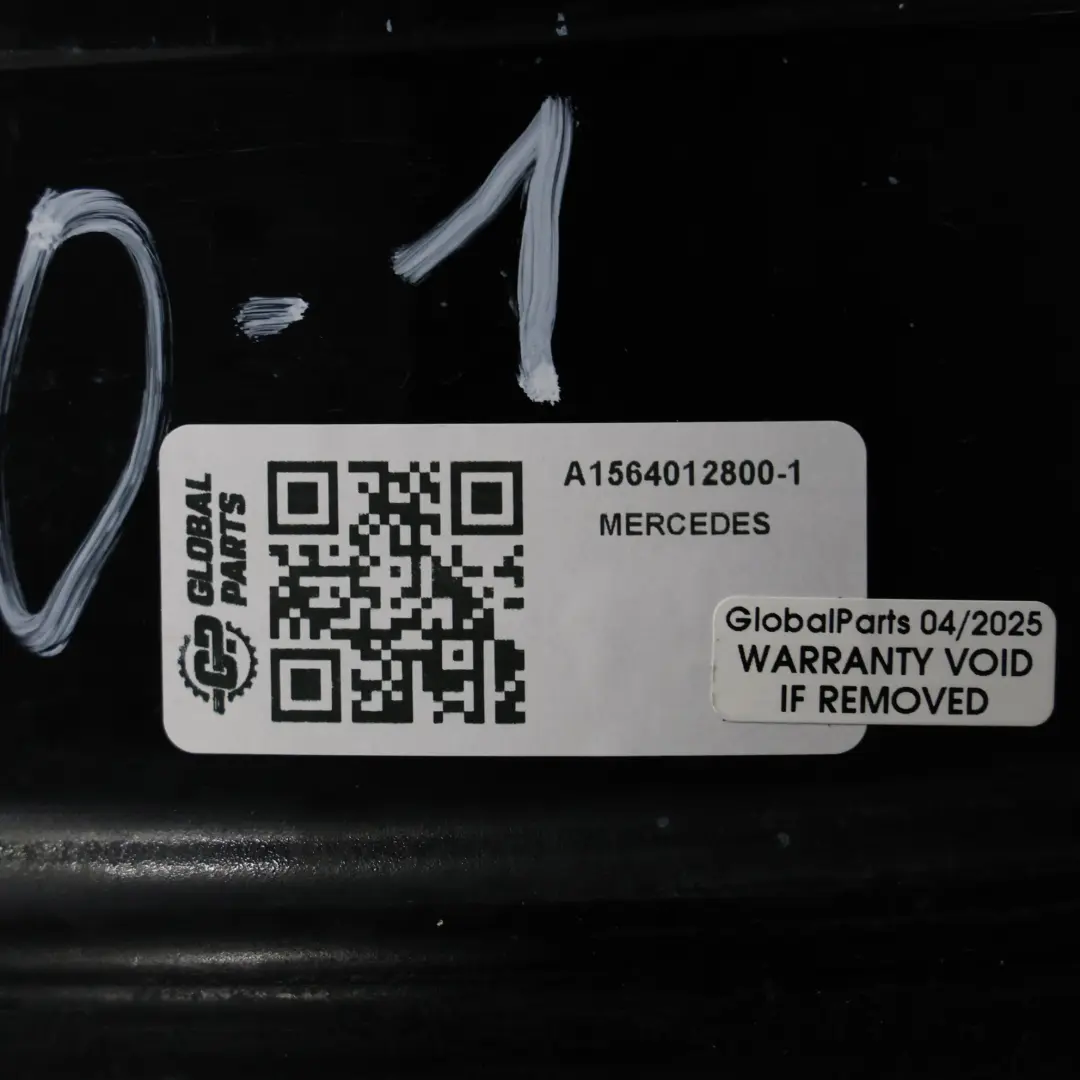 0-1
GLOBAL
PARTS
A1564012800-1
MERCEDES
GlobalParts 04/2025
WARRANTY VOID
IF REMOVED